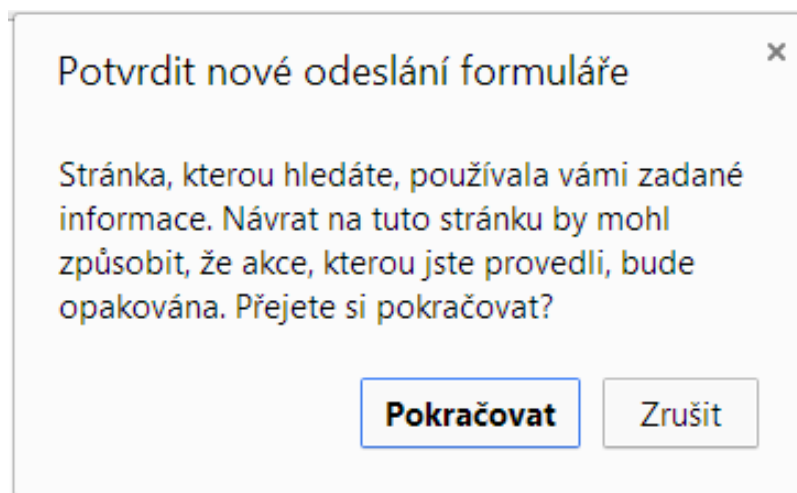 Potvrdit nové odeslání formuláře
Stránka, kterou hledáte, používala vámi zadané
informace. Návrat na tuto stránku by mohl
způsobit, že akce, kterou jste provedli, bude
opakována. Přejete si pokračovat?
Pokračovat Zrušit